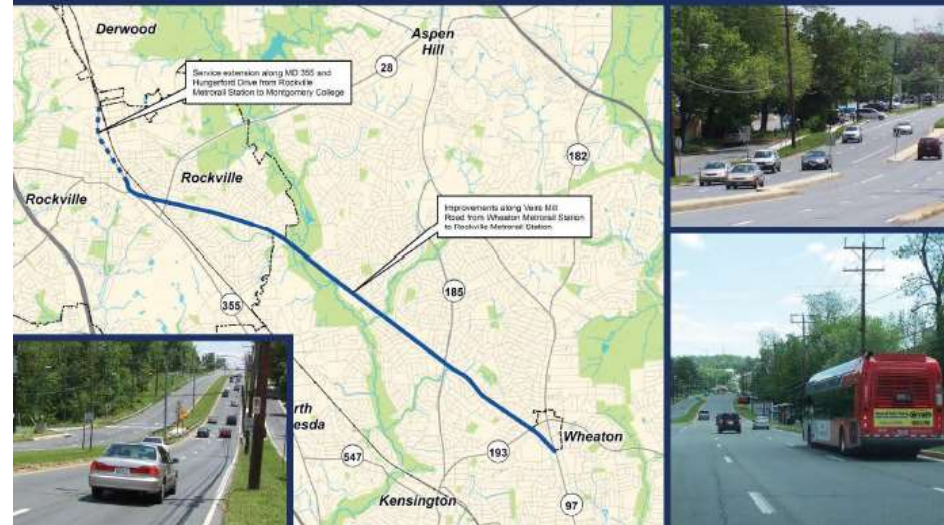 Derwood
Aspen
Hill
28
Service extension along MD 355 and
Hungerford Drive from Rockville
Metrorail Station to Montgomery College
182
Rockville
Rockville
Improvements along Veirs Mill
Road from Wheaton Metrorail Station
to Rockville Metrorail Station
355
185
rth
esda
Wheaton
547
193
Kensington
97